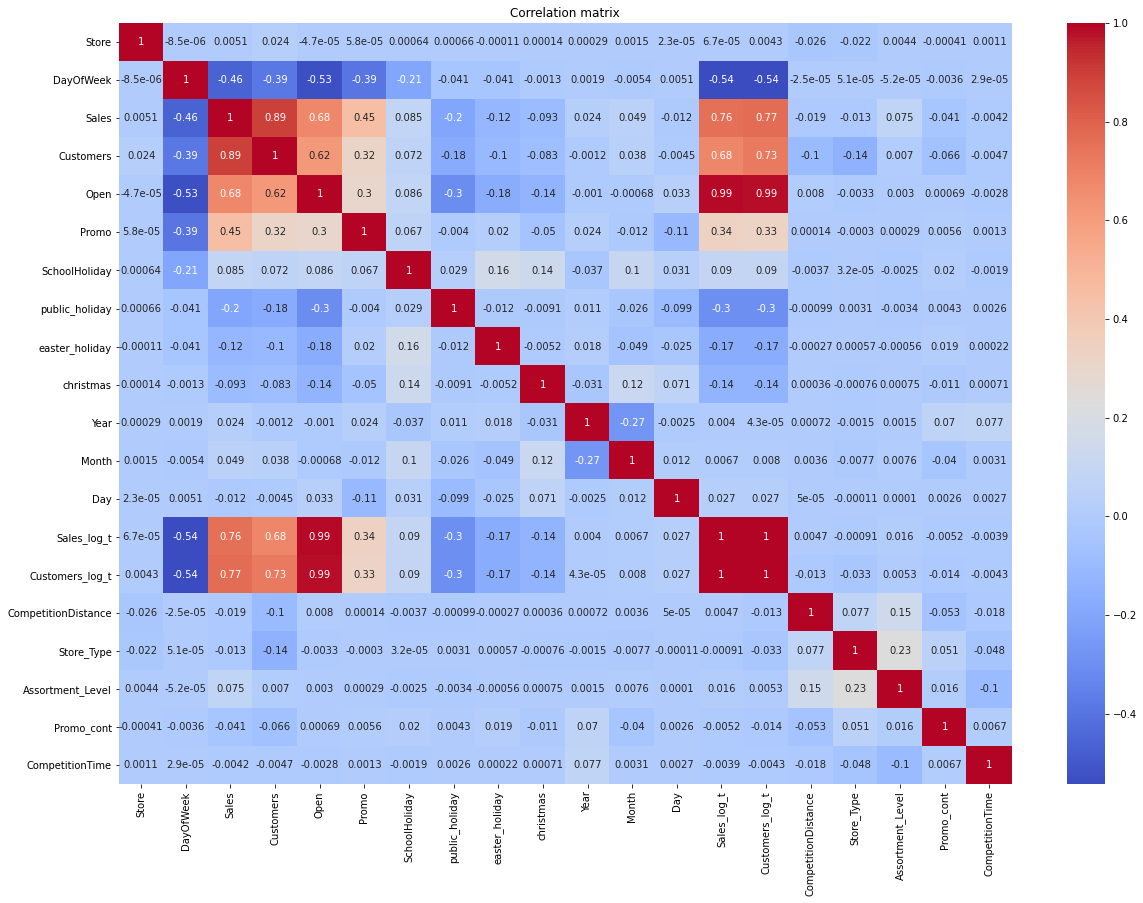 Correlation matrix
Store 1 -8.5e-06 0.0051 0.024 -4.7e-05 5.8e-05 0.00064 0.00066 -0.00011 0.00014 0.00029 0.0015 2.3e-05 6.7e-05 0.0043 -0.026 -0.022 0.0044 -0.00041 0.0011
DayOfWeek -8.5e-06 1 -0.46 -0.39 -0.53 -0.39 -0.21 -0.041 -0.041 -0.0013 0.0019 -0.0054 0.0051 -0.54 -0.54 -2.5e-05 5.1e-05 -5.2e-05 -0.0036 2.9e-05
Sales 0.0051 -0.46 1 0.89 0.68 0.45 0.085 -0.2 -0.12 -0.093 0.024 0.049 -0.012 0.76 0.77 -0.019 -0.013 0.075 -0.041 -0.0042
Customers 0.024 -0.39 0.89 1 0.62 0.32 0.072 -0.18 -0.1 -0.083 -0.0012 0.038 -0.0045 0.68 0.73 -0.1 -0.14 0.007 -0.066 -0.0047
Open -4.7e-05 -0.53 0.68 0.62 1 0.3 0.086 -0.3 -0.18 -0.14 -0.001 -0.00068 0.033 0.99 0.99 0.008 -0.0033 0.003 0.00069 -0.0028
Promo 5.8e-05 -0.39 0.45 0.32 0.3 1 0.067 -0.004 0.02 -0.05 0.024 -0.012 -0.11 0.34 0.33 0.00014 -0.0003 0.00029 0.0056 0.0013
SchoolHoliday 0.00064 -0.21 0.085 0.072 0.086 0.067 1 0.029 0.16 0.14 -0.037 0.1 0.031 0.09 0.09 -0.0037 3.2e-05 -0.0025 0.02 -0.0019
public_holiday 0.00066 -0.041 -0.2 -0.18 -0.3 -0.004 0.029 1 -0.012 -0.0091 0.011 -0.026 -0.099 -0.3 -0.3 -0.00099 0.0031 -0.0034 0.0043 0.0026
easter_holiday -0.00011 -0.041 -0.12 -0.1 -0.18 0.02 0.16 -0.012 1 -0.0052 0.018 -0.049 -0.025 -0.17 -0.17 -0.00027 0.00057 -0.00056 0.019 0.00022
christmas 0.00014 -0.0013 -0.093 -0.083 -0.14 -0.05 0.14 -0.0091 -0.0052 1 -0.031 0.12 0.071 -0.14 -0.14 0.00036 -0.00076 0.00075 -0.011 0.00071
Year 0.00029 0.0019 0.024 -0.0012 -0.001 0.024 -0.037 0.011 0.018 -0.031 1 -0.27 -0.0025 0.004 4.3e-05 0.00072 -0.0015 0.0015 0.07 0.077
Month 0.0015 -0.0054 0.049 0.038 -0.00068 -0.012 0.1 -0.026 -0.049 0.12 -0.27 1 0.012 0.0067 0.008 0.0036 -0.0077 0.0076 -0.04 0.0031
Day 2.3e-05 0.0051 -0.012 -0.0045 0.033 -0.11 0.031 -0.099 -0.025 0.071 -0.0025 0.012 1 0.027 0.027 5e-05 -0.00011 0.0001 0.0026 0.0027
Sales_log_t 6.7e-05 -0.54 0.76 0.68 0.99 0.34 0.09 -0.3 -0.17 -0.14 0.004 0.0067 0.027 1 1 0.0047 -0.00091 0.016 -0.0052 -0.0039
Customers_log_t 0.0043 -0.54 0.77 0.73 0.99 0.33 0.09 -0.3 -0.17 -0.14 4.3e-05 0.008 0.027 1 1 -0.013 -0.033 0.0053 -0.014 -0.0043
CompetitionDistance -0.026 -2.5e-05 -0.019 -0.1 0.008 0.00014 -0.0037 -0.00099 -0.00027 0.00036 0.00072 0.0036 5e-05 0.0047 -0.013 1 0.077 0.15 -0.053 -0.018
Store_Type -0.022 5.1e-05 -0.013 -0.14 -0.0033 -0.0003 3.2e-05 0.0031 0.00057 -0.00076 -0.0015 -0.0077 -0.00011 -0.00091 -0.033 0.077 1 0.23 0.051 -0.048
Assortment_Level 0.0044 -5.2e-05 0.075 0.007 0.003 0.00029 -0.0025 -0.0034 -0.00056 0.00075 0.0015 0.0076 0.0001 0.016 0.0053 0.15 0.23 1 0.016 -0.1
Promo_cont -0.00041 -0.0036 -0.041 -0.066 0.00069 0.0056 0.02 0.0043 0.019 -0.011 0.07 -0.04 0.0026 -0.0052 -0.014 -0.053 0.051 0.016 1 0.0067
CompetitionTime 0.0011 2.9e-05 -0.0042 -0.0047 -0.0028 0.0013 -0.0019 0.0026 0.00022 0.00071 0.077 0.0031 0.0027 -0.0039 -0.0043 -0.018 -0.048 -0.1 0.0067 1
Store DayOfWeek Sales Customers Open Promo SchoolHoliday public_holiday easter_holiday christmas Year Month Day Sales_log_t Customers_log_t CompetitionDistance Store_Type Assortment_Level Promo_cont CompetitionTime
1.0
0.8
0.6
0.4
0.2
0.0
−0.2
−0.4